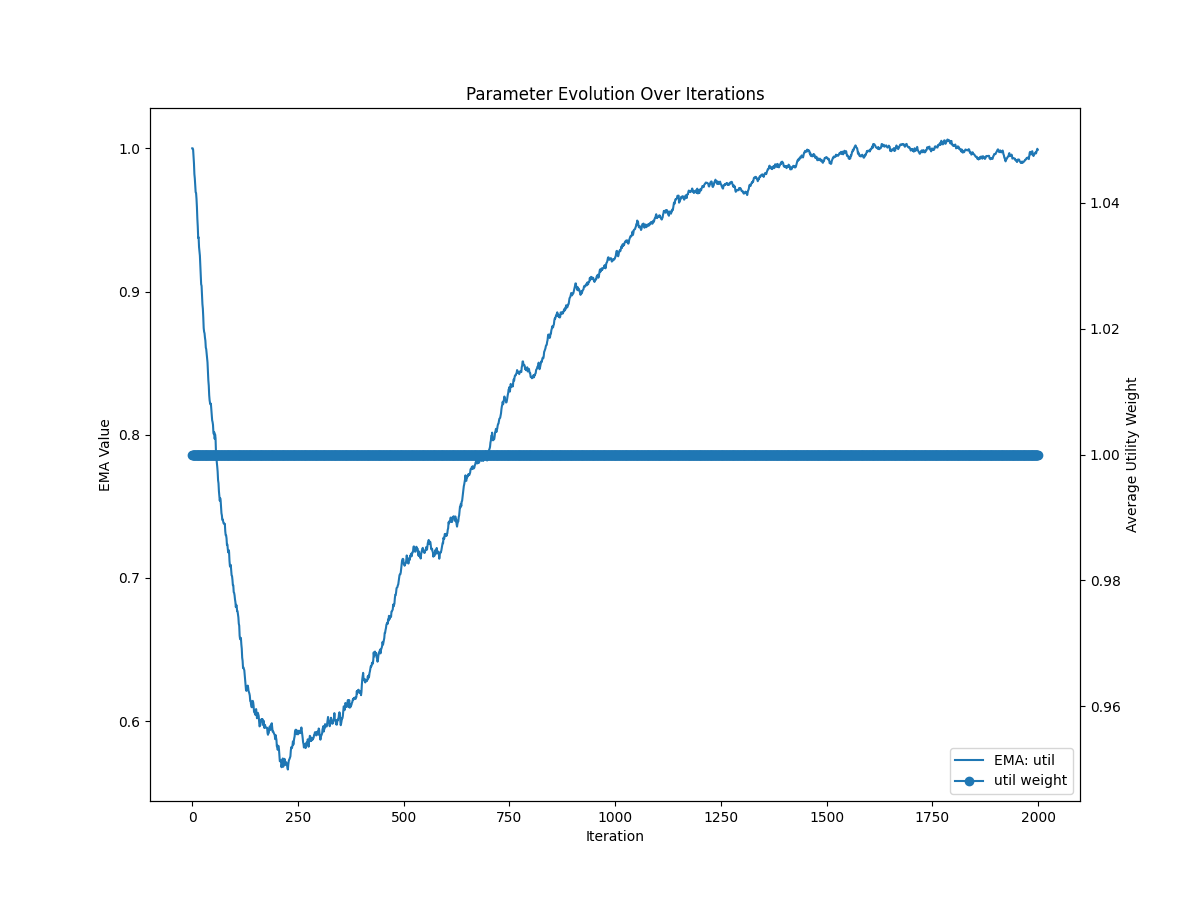 Parameter Evolution Over Iterations
1.0
0.9
0.8
0.7
0.6
EMA Value
1.04
1.02
1.00
0.98
0.96
Average Utility Weight
EMA: util
util weight
0 250 500 750 1000 1250 1500 1750 2000
Iteration